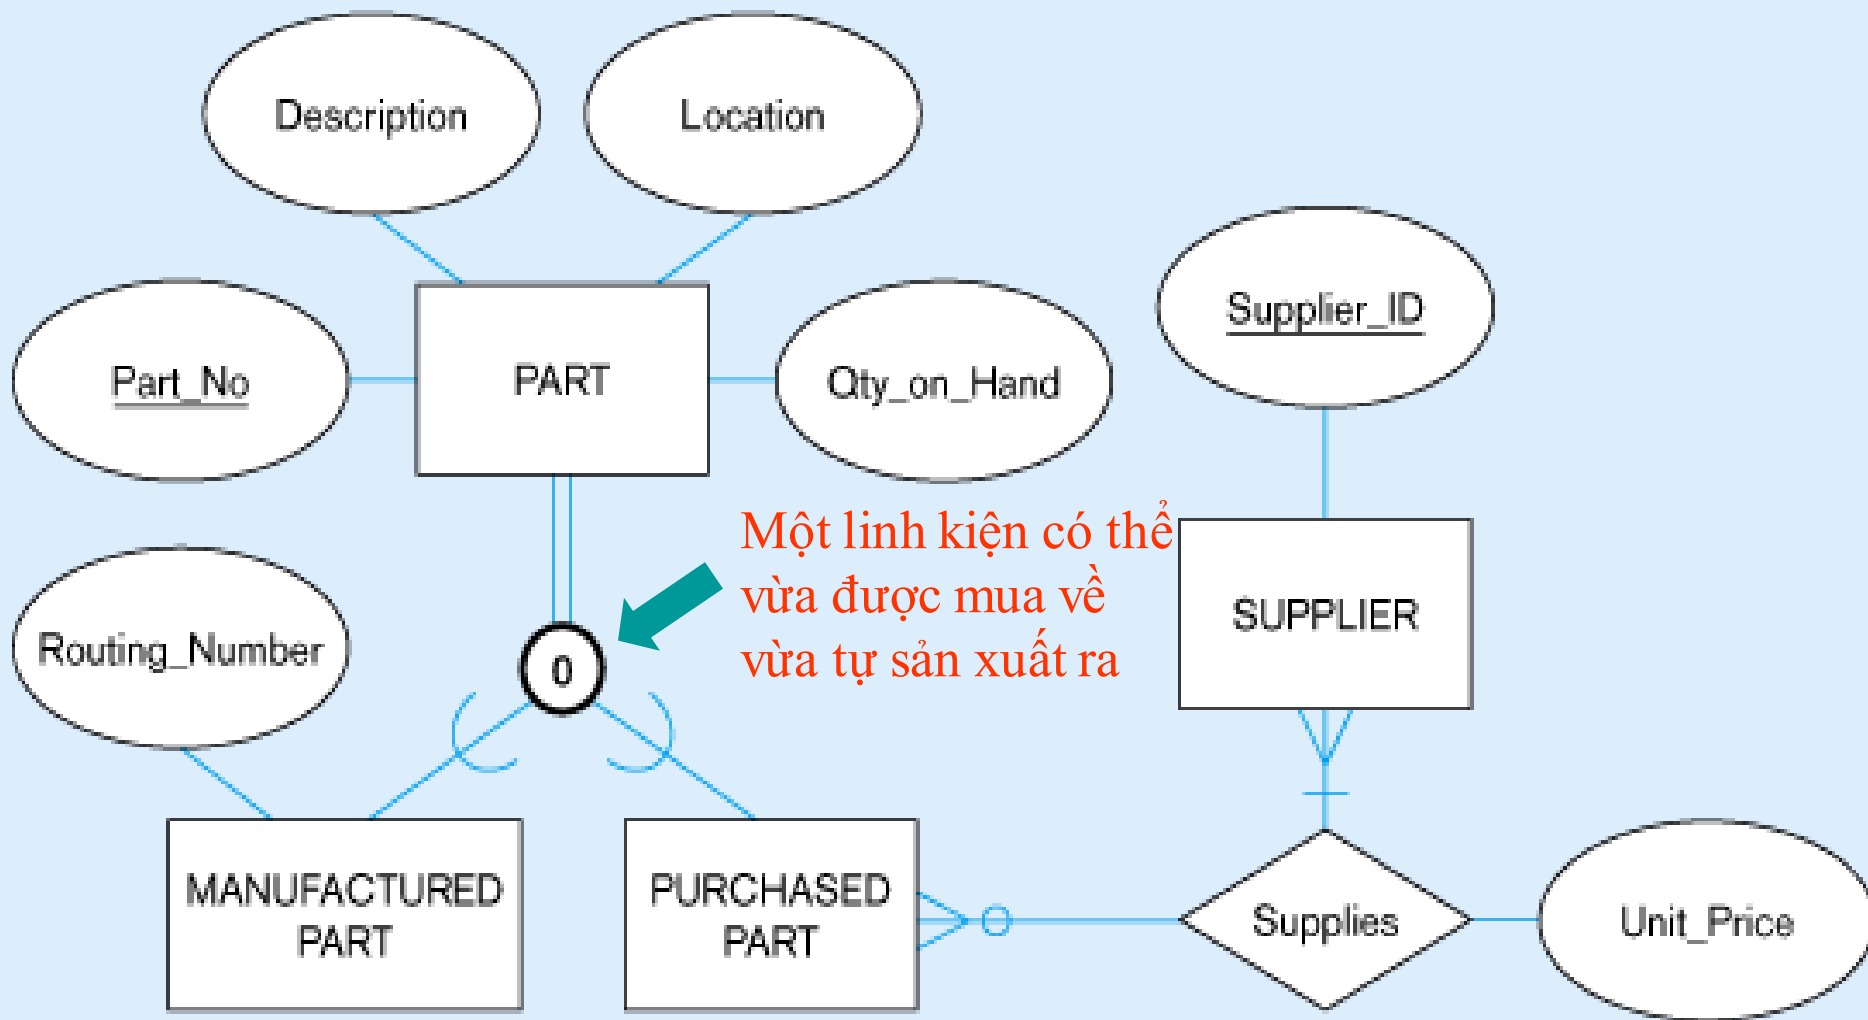 Description
Location
Part_No
PART
Qty_on_Hand
Supplier_ID
Một linh kiện có thể
vừa được mua về
vừa tự sản xuất ra
SUPPLIER
Routing_Number
0
MANUFACTURED
PART
PURCHASED
PART
Supplies
Unit_Price